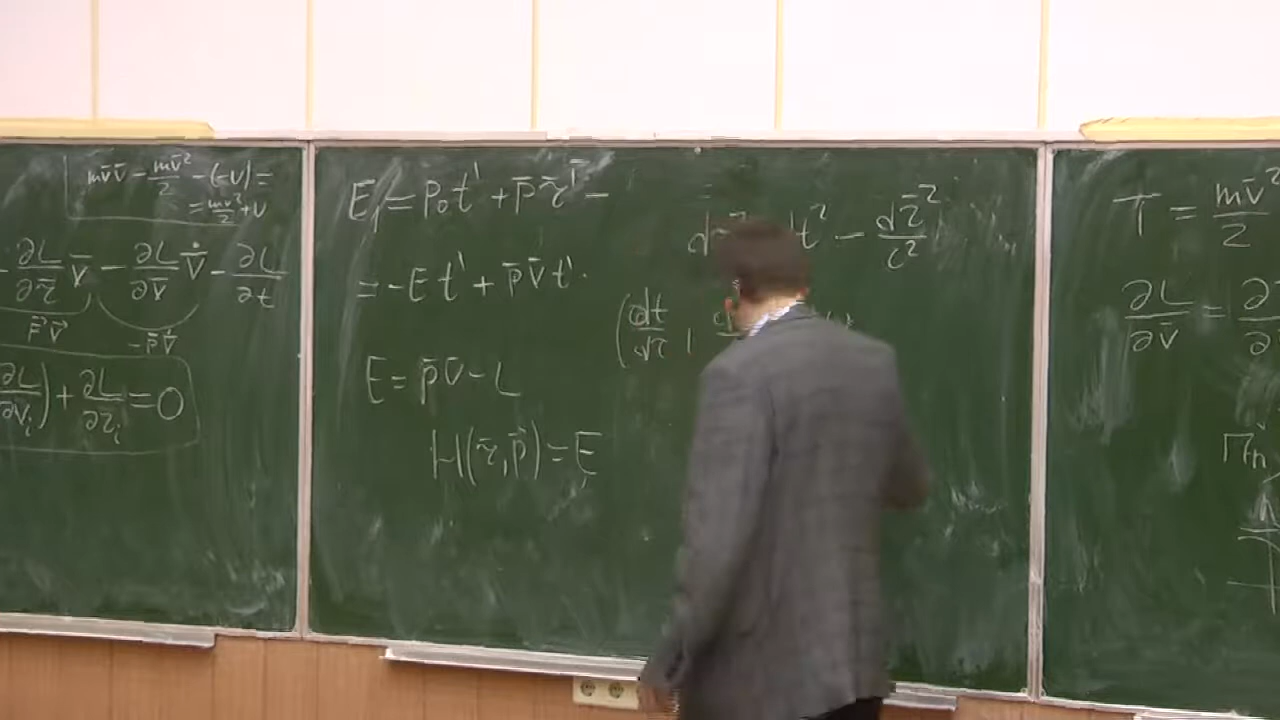 mv̄v̄ − mv̄²/2 − (−U) =
= mv²/2 + U
− ∂L/∂r̄ v̄ − ∂L/∂v̄ v̄̇ − ∂L/∂t
F̄v̄
−p̄v̄̇
∂L/∂vᵢ) + ∂L/∂rᵢ = 0
E₁ = P₀t' + p̄r̄' −
= −Et' + p̄v̄t'.
E = p̄v̄ − L
H(r̄,p̄) = E
t² − dr̄²/c²
(dt/dτ,
T = mv̄²/2
∂L/∂v̄ =